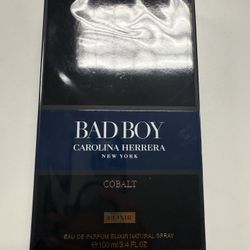 BAD BOY
CAROLINA HERRERA
NEW YORK
COBALT
ELIXIR
EAU DE PARFUM ELIXIR NATURAL SPRAY
℮ 100 ml 3.4 FL. OZ